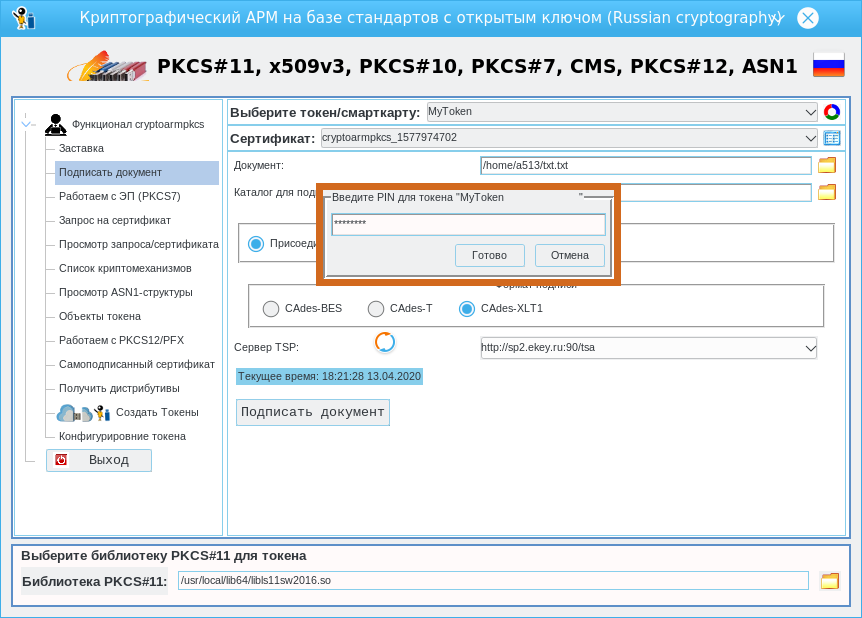 Криптографический АРМ на базе стандартов с открытым ключом (Russian cryptography)
PKCS#11, x509v3, PKCS#10, PKCS#7, CMS, PKCS#12, ASN1
Функционал cryptoarmpkcs
Заставка
Подписать документ
Работаем с ЭП (PKCS7)
Запрос на сертификат
Просмотр запроса/сертификата
Список криптомеханизмов
Просмотр ASN1-структуры
Объекты токена
Работаем с PKCS12/PFX
Самоподписанный сертификат
Получить дистрибутивы
Создать Токены
Конфигурировние токена
Выход
Выберите токен/смарткарту: MyToken
Сертификат: cryptoarmpkcs_1577974702
Документ: /home/a513/txt.txt
Каталог для под
Введите PIN для токена "MyToken "
********
Готово Отмена
Присоеди
Формат подписи
CAdes-BES CAdes-T CAdes-XLT1
Сервер TSP: http://sp2.ekey.ru:90/tsa
Текущее время: 18:21:28 13.04.2020
Подписать документ
Выберите библиотеку PKCS#11 для токена
Библиотека PKCS#11: /usr/local/lib64/libls11sw2016.so